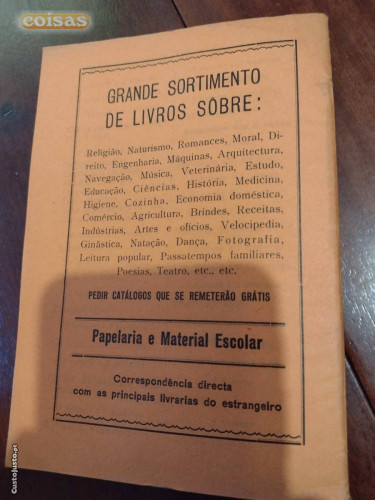 coisas
GRANDE SORTIMENTO
DE LIVROS SÔBRE:
Religião, Naturismo, Romances, Moral, Di-
reito, Engenharia, Máquinas, Arquitectura,
Navegação, Música, Veterinária, Estudo,
Educação, Ciências, História, Medicina,
Higiene, Cozinha, Economia doméstica,
Comércio, Agricultura, Brindes, Receitas,
Indústrias, Artes e ofícios, Velocipedia,
Ginástica, Natação, Dança, Fotografia,
Leitura popular, Passatempos familiares,
Poesias, Teatro, etc., etc.
PEDIR CATÁLOGOS QUE SE REMETERÃO GRÁTIS
Papelaria e Material Escolar
Correspondência directa
com as principais livrarias do estrangeiro
CustoJusto.pt